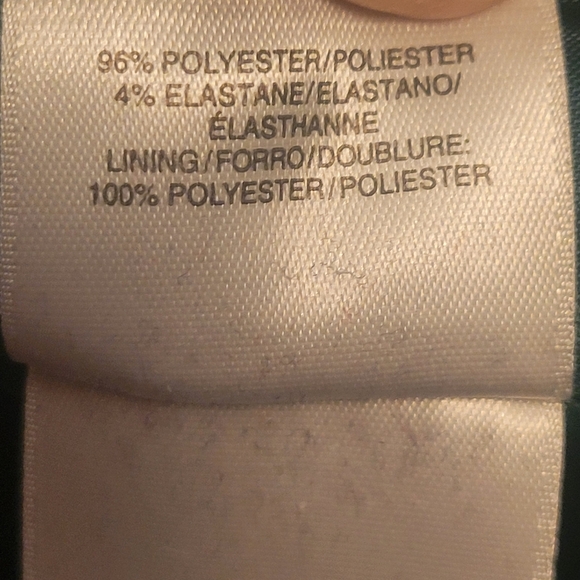 96% POLYESTER/POLIESTER
4% ELASTANE/ELASTANO/
ÉLASTHANNE
LINING/FORRO/DOUBLURE:
100% POLYESTER/POLIESTER